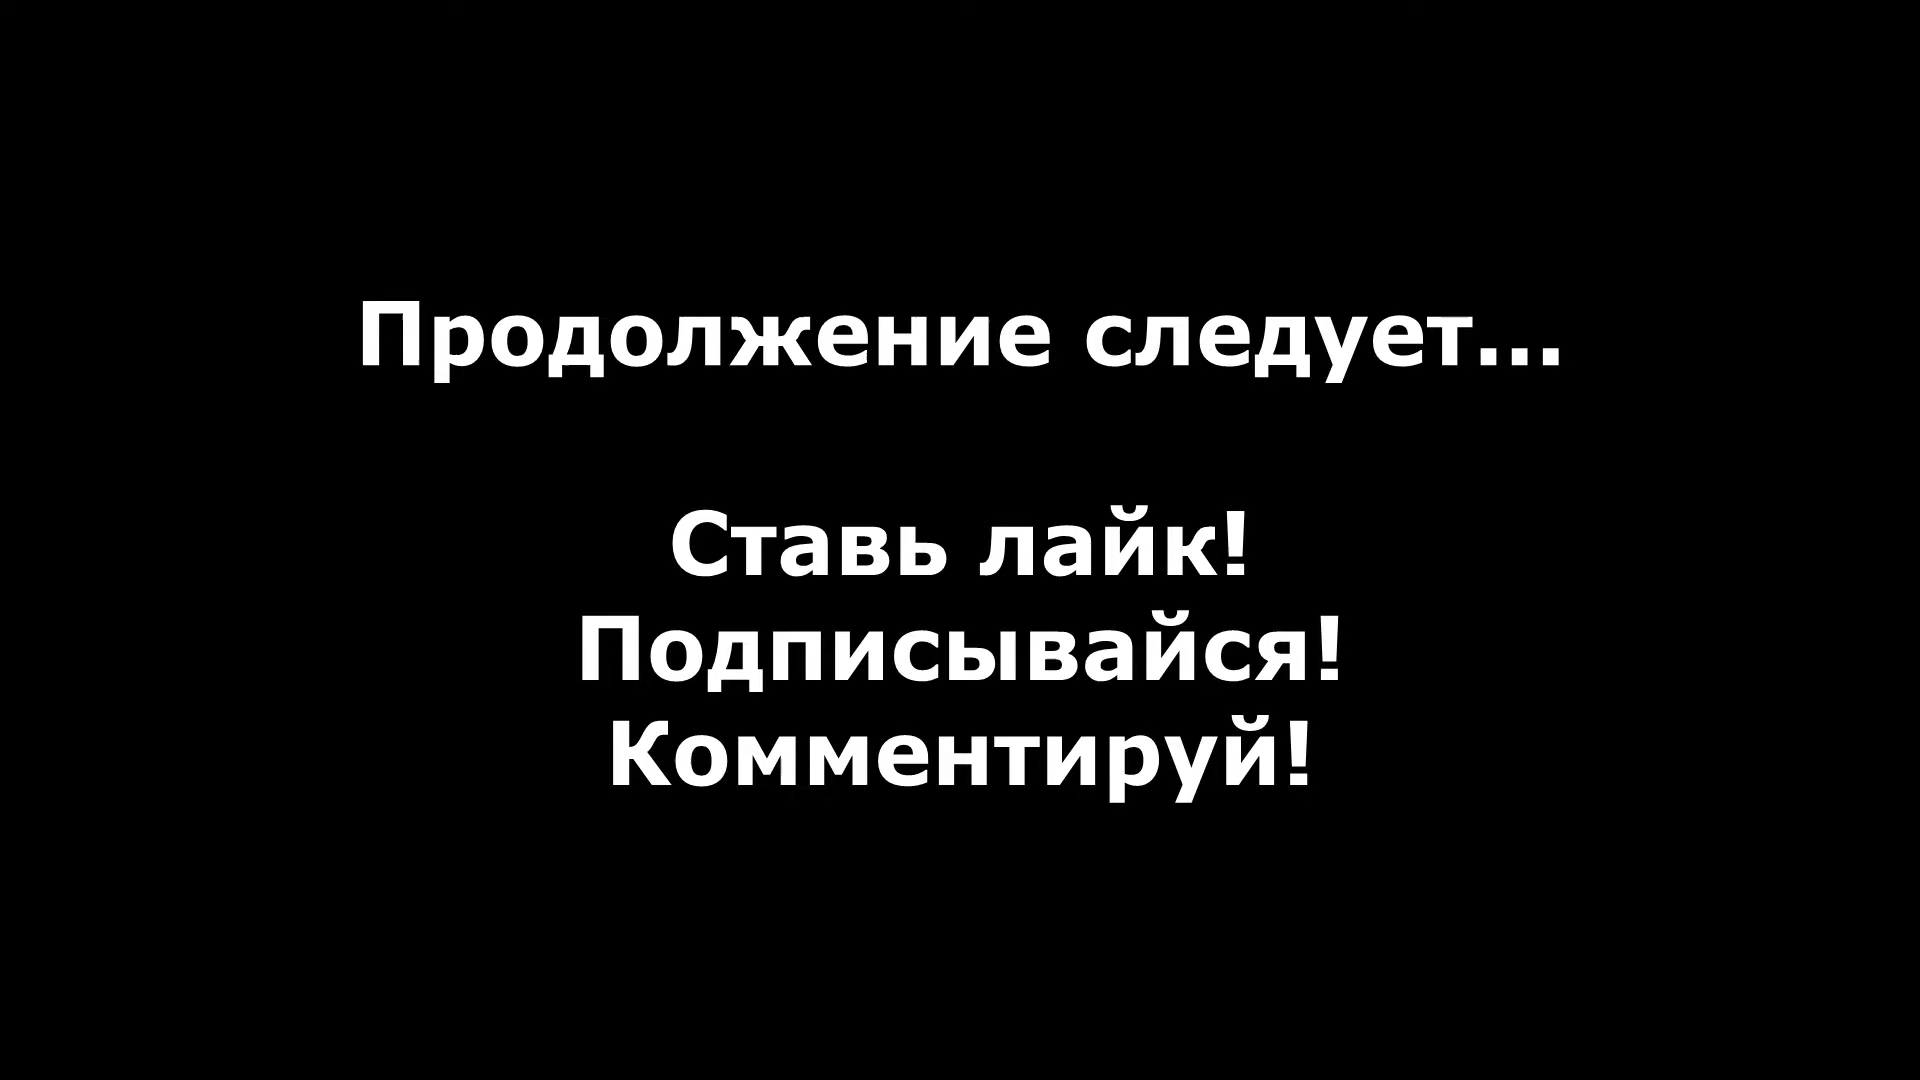 Продолжение следует...
Ставь лайк!
Подписывайся!
Комментируй!